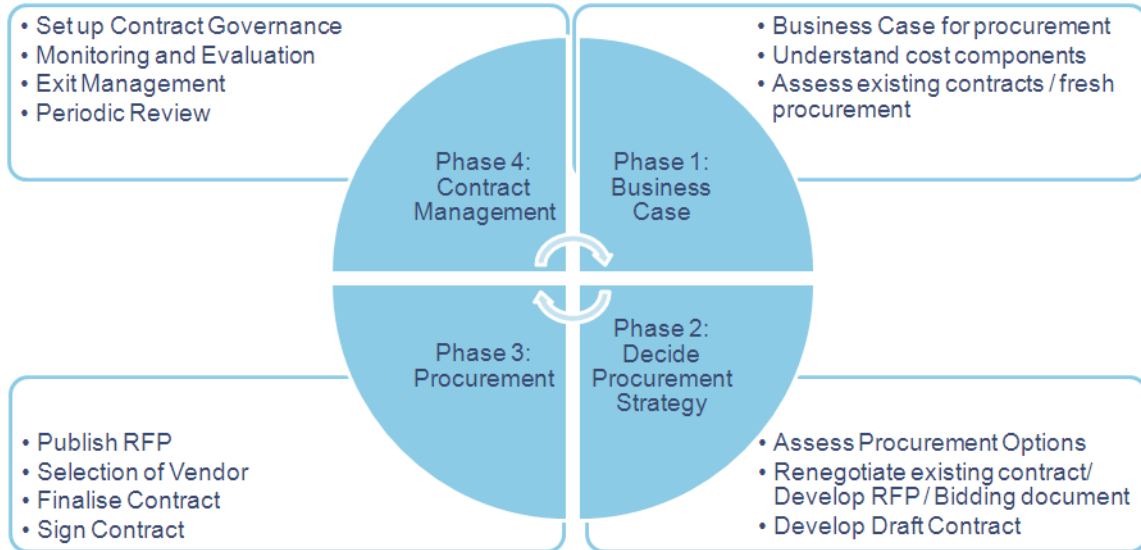 • Set up Contract Governance
• Monitoring and Evaluation
• Exit Management
• Periodic Review
• Business Case for procurement
• Understand cost components
• Assess existing contracts / fresh
procurement
Phase 4:
Contract
Management
Phase 1:
Business
Case
Phase 3:
Procurement
Phase 2:
Decide
Procurement
Strategy
• Publish RFP
• Selection of Vendor
• Finalise Contract
• Sign Contract
• Assess Procurement Options
• Renegotiate existing contract/
Develop RFP / Bidding document
• Develop Draft Contract